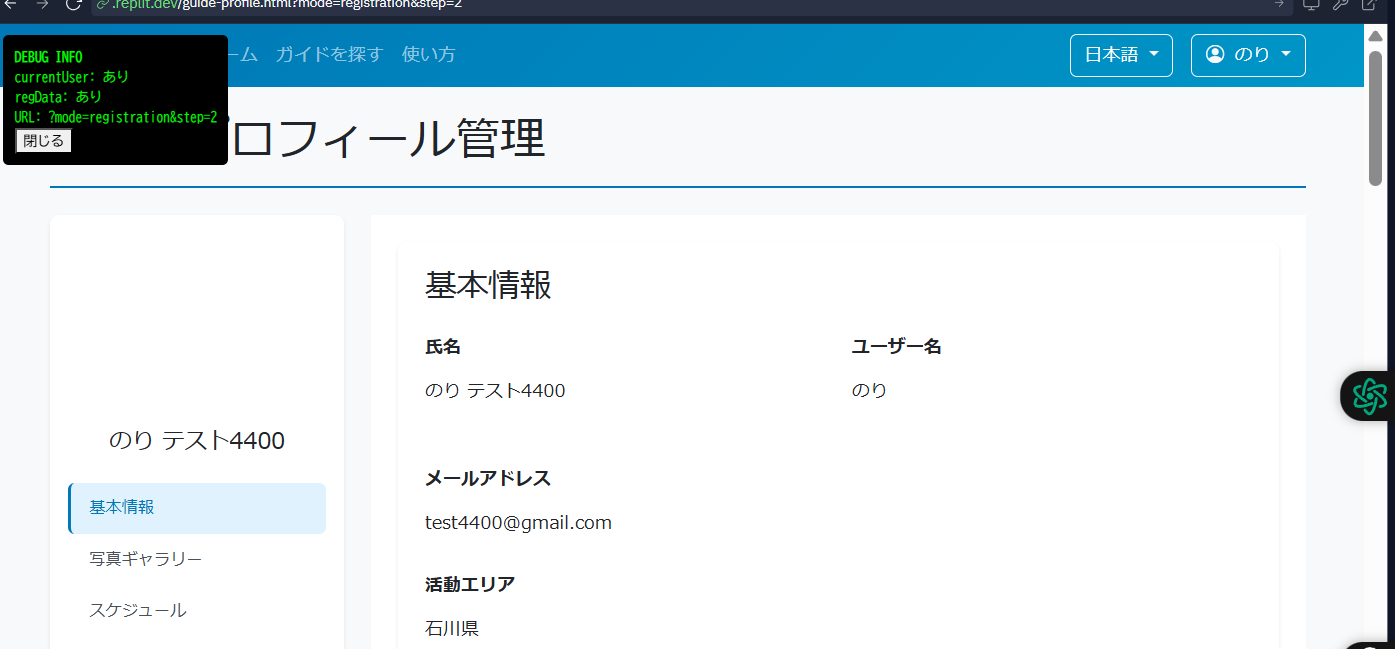 .replit.dev/guide-profile.html?mode=registration&step=2
DEBUG INFO
currentUser: あり
regData: あり
URL: ?mode=registration&step=2
閉じる
ーム ガイドを探す 使い方
日本語
のり
ロフィール管理
のり テスト4400
基本情報
写真ギャラリー
スケジュール
基本情報
氏名
のり テスト4400
ユーザー名
のり
メールアドレス
test4400@gmail.com
活動エリア
石川県